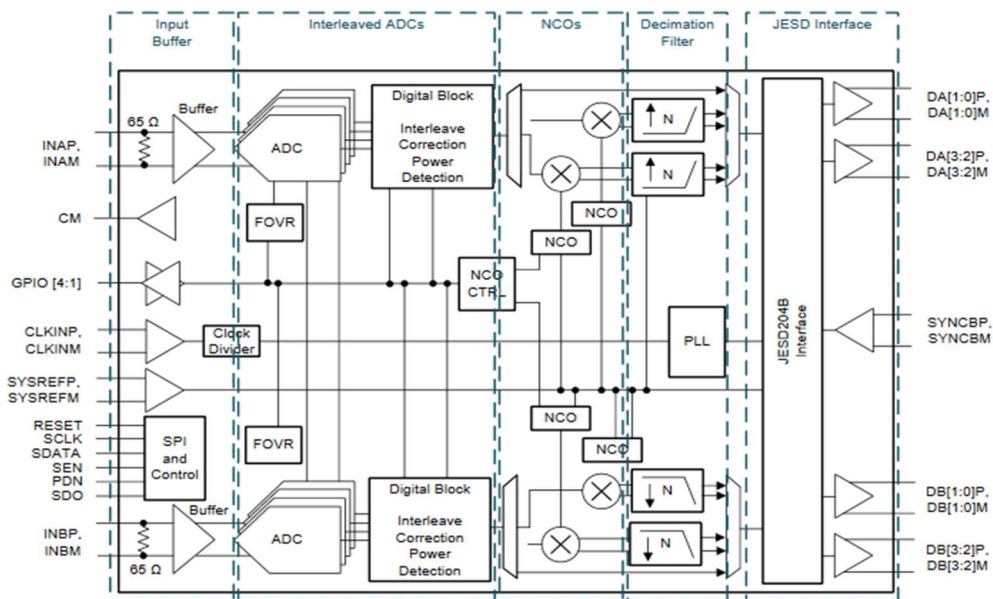 Input
Buffer
Interleaved ADCs
NCOs
Decimation
Filter
JESD Interface
65 Ω
Buffer
INAP,
INAM
ADC
Digital Block
Interleave
Correction
Power
Detection
N
N
DA[1:0]P,
DA[1:0]M
DA[3:2]P,
DA[3:2]M
CM
FOVR
NCO
NCO
GPIO [4:1]
NCO
CTRL
CLKINP,
CLKINM
Clock
Divider
PLL
JESD204B
Interface
SYNCBP,
SYNCBM
SYSREFP,
SYSREFM
NCO
NCO
RESET
SCLK
SDATA
SEN
PDN
SDO
SPI
and
Control
FOVR
Buffer
INBP,
INBM
65 Ω
ADC
Digital Block
Interleave
Correction
Power
Detection
N
N
DB[1:0]P,
DB[1:0]M
DB[3:2]P,
DB[3:2]M